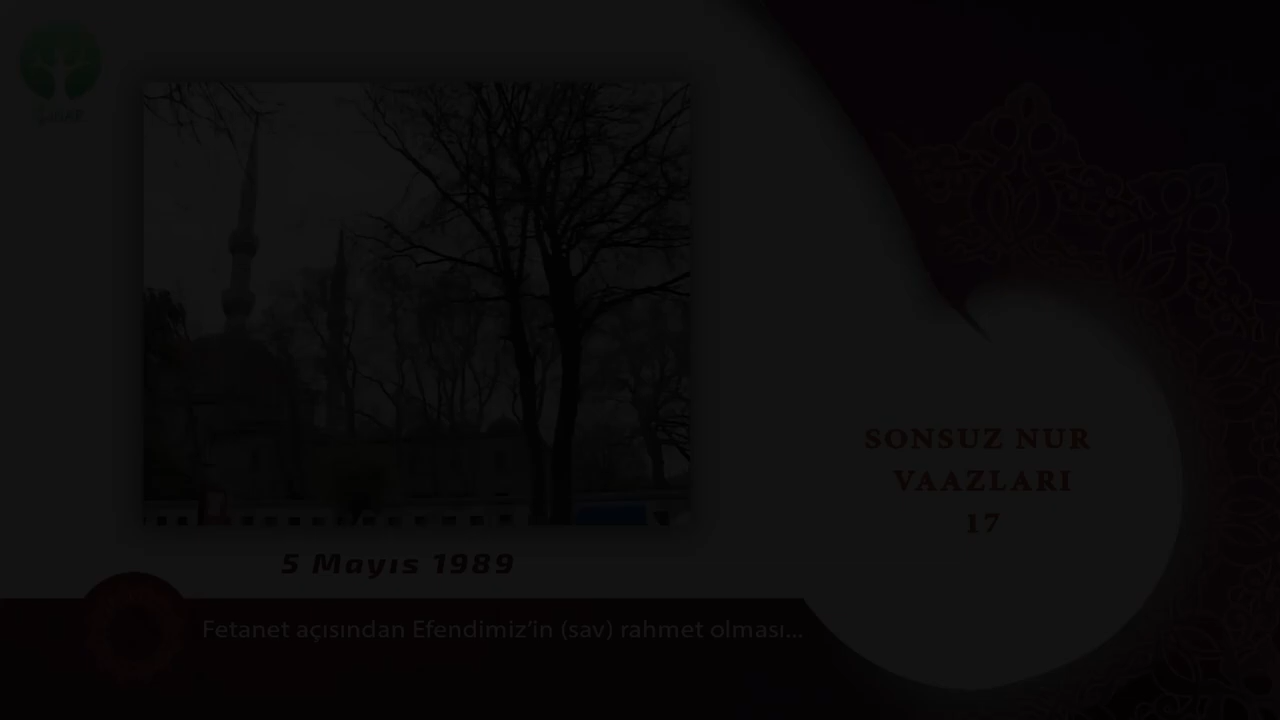 SONSUZ NUR
VAAZLARI
17
5 Mayıs 1989
Fetanet açısından Efendimiz’in (sav) rahmet olması...